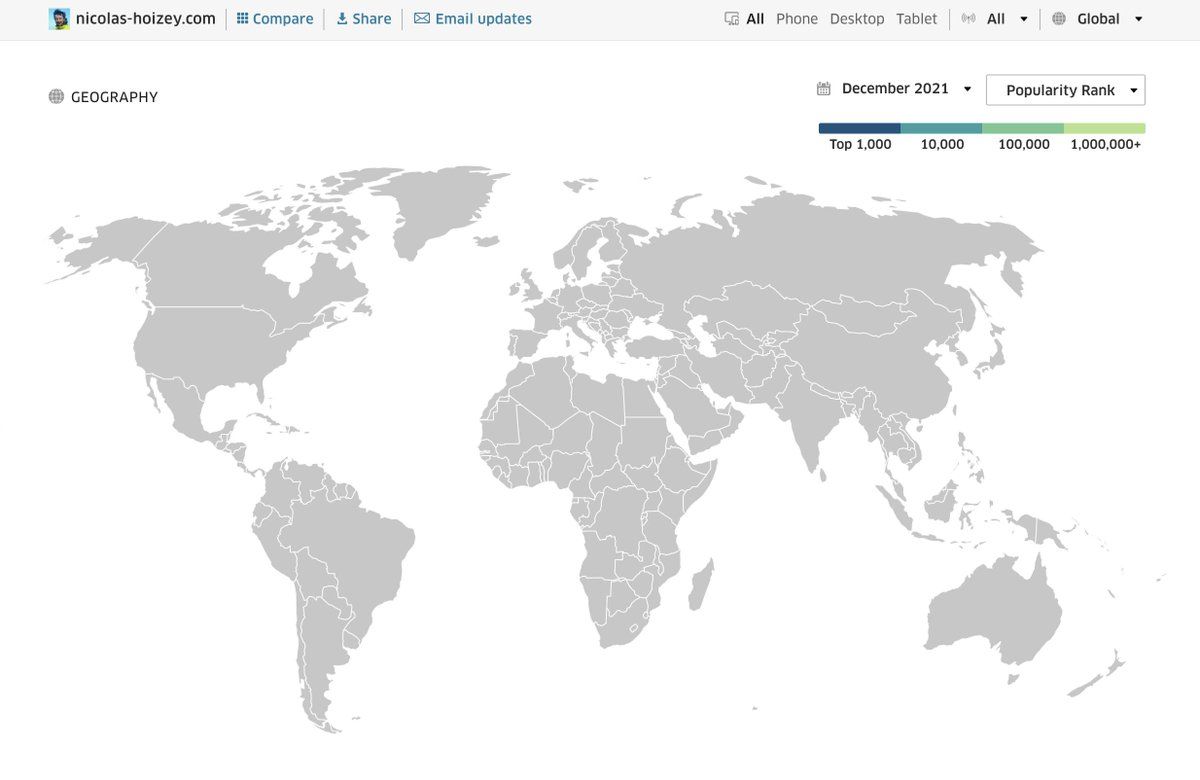 nicolas-hoizey.com Compare Share Email updates All Phone Desktop Tablet All Global
GEOGRAPHY
December 2021 Popularity Rank
Top 1,000 10,000 100,000 1,000,000+